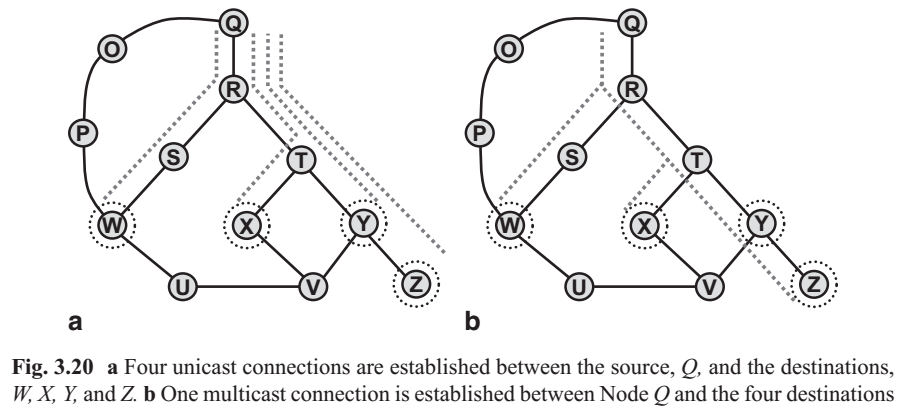 Q Q
O O
R R
P P
S T S T
W X Y W X Y
U V Z U V Z
a b
Fig. 3.20 a Four unicast connections are established between the source, Q, and the destinations,
W, X, Y, and Z. b One multicast connection is established between Node Q and the four destinations